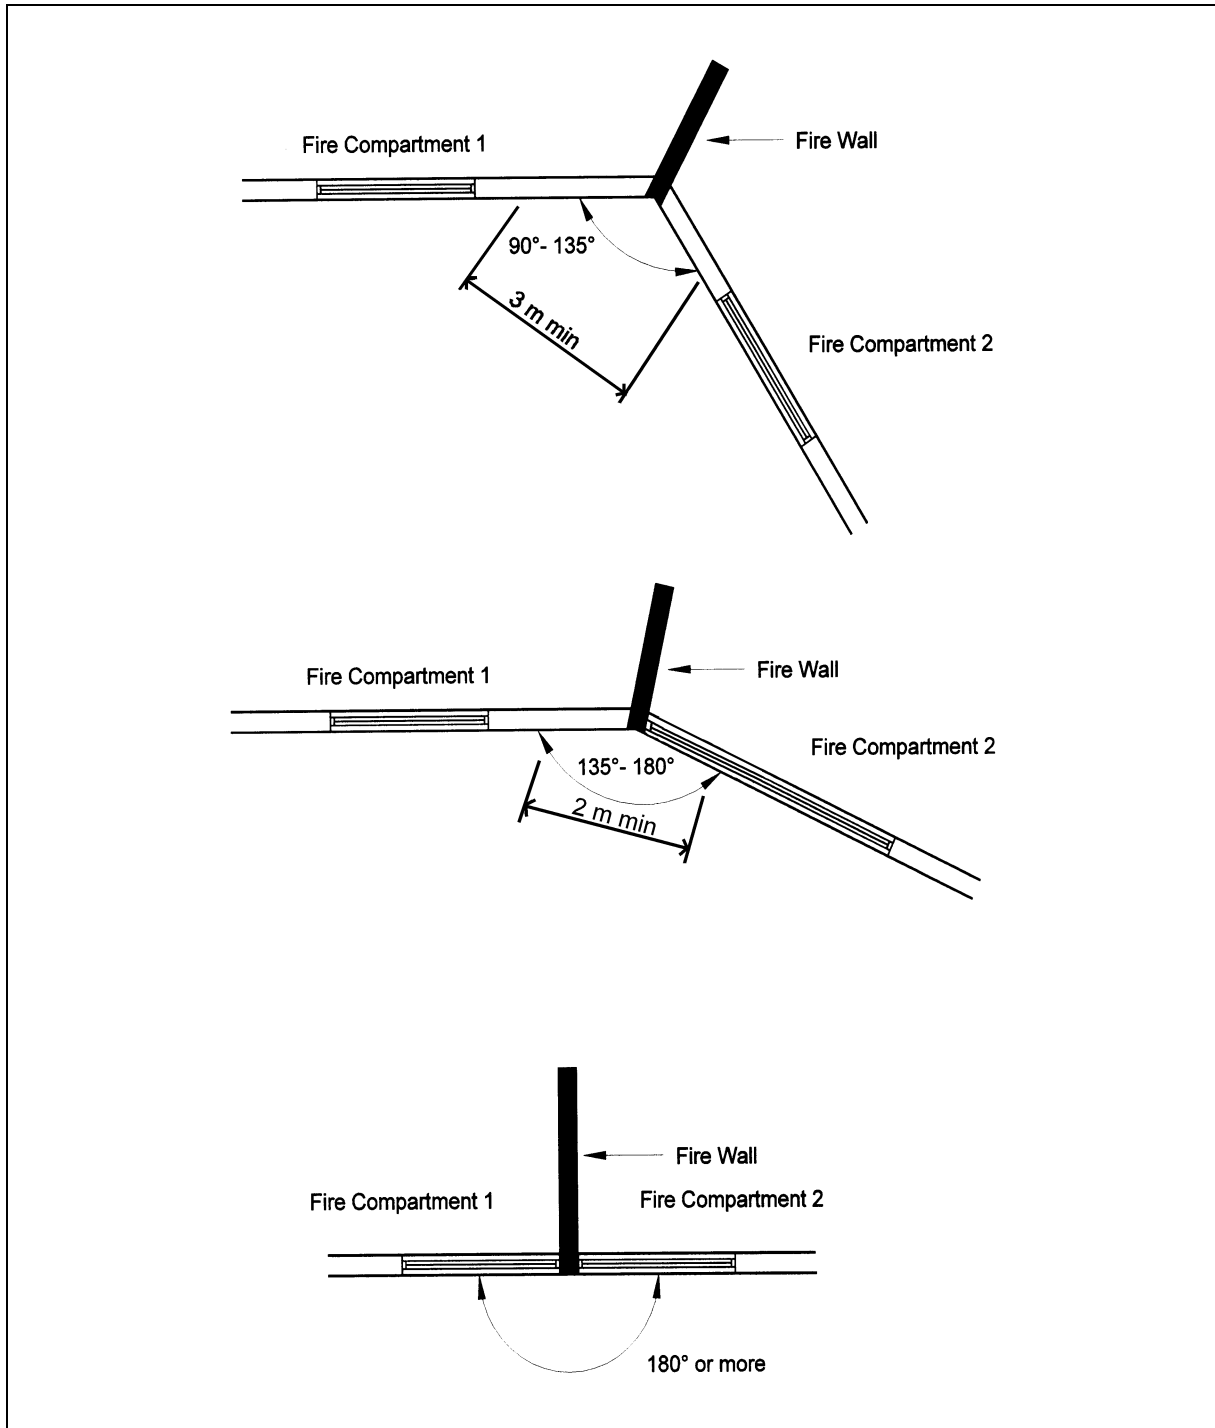 Fire Compartment 1
Fire Wall
90°- 135°
3 m min
Fire Compartment 2
Fire Compartment 1
Fire Wall
Fire Compartment 2
135°- 180°
2 m min
Fire Wall
Fire Compartment 1
Fire Compartment 2
180° or more